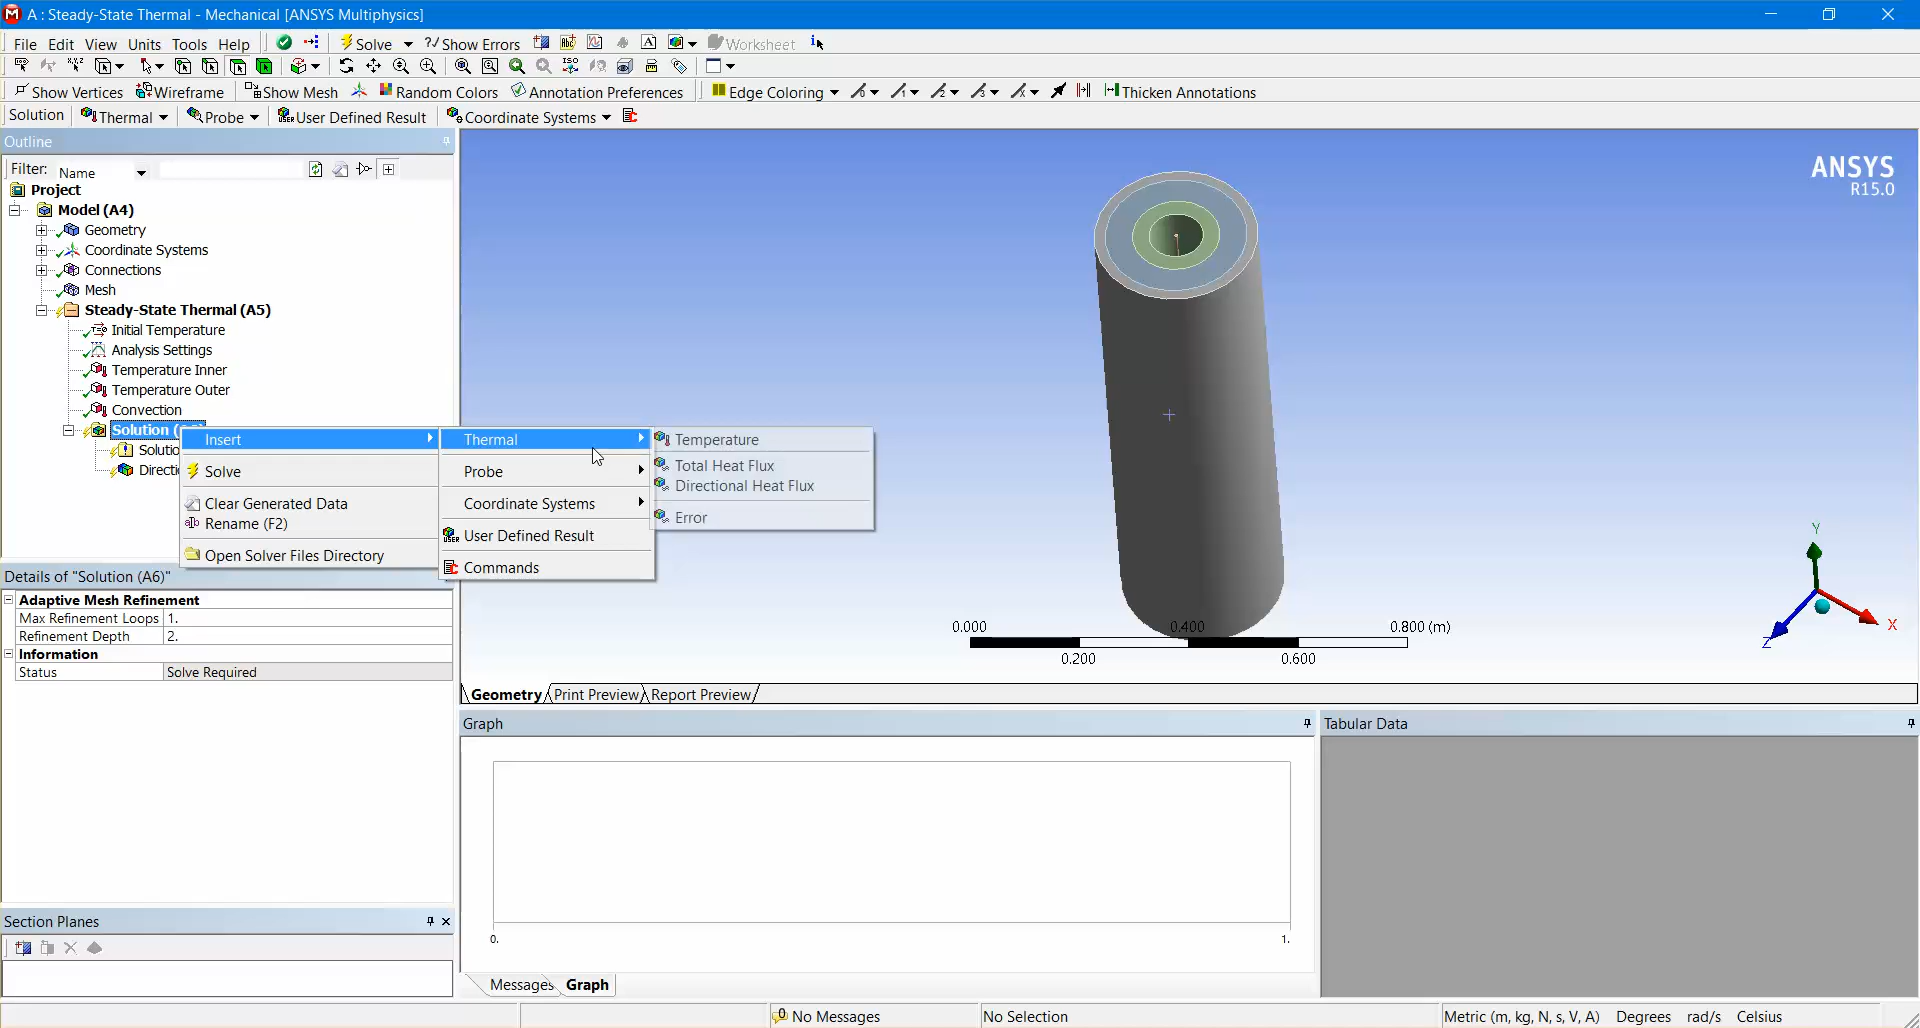 A : Steady-State Thermal - Mechanical [ANSYS Multiphysics]
File Edit View Units Tools Help Solve ?/ Show Errors Worksheet
Show Vertices Wireframe Show Mesh Random Colors Annotation Preferences Edge Coloring Thicken Annotations
Solution Thermal Probe User Defined Result Coordinate Systems
Outline
Filter: Name
Project
Model (A4)
Geometry
Coordinate Systems
Connections
Mesh
Steady-State Thermal (A5)
Initial Temperature
Analysis Settings
Temperature Inner
Temperature Outer
Convection
Solution (
Solutio
Directi
Insert
Solve
Clear Generated Data
Rename (F2)
Open Solver Files Directory
Thermal
Probe
Coordinate Systems
User Defined Result
Commands
Temperature
Total Heat Flux
Directional Heat Flux
Error
ANSYS
R15.0
Y
X
Z
0.000 0.400 0.800 (m)
0.200 0.600
Details of "Solution (A6)"
Adaptive Mesh Refinement
Max Refinement Loops 1.
Refinement Depth 2.
Information
Status Solve Required
Geometry Print Preview Report Preview
Graph
Tabular Data
0. 1.
Section Planes
Messages Graph
0 No Messages No Selection Metric (m, kg, N, s, V, A) Degrees rad/s Celsius